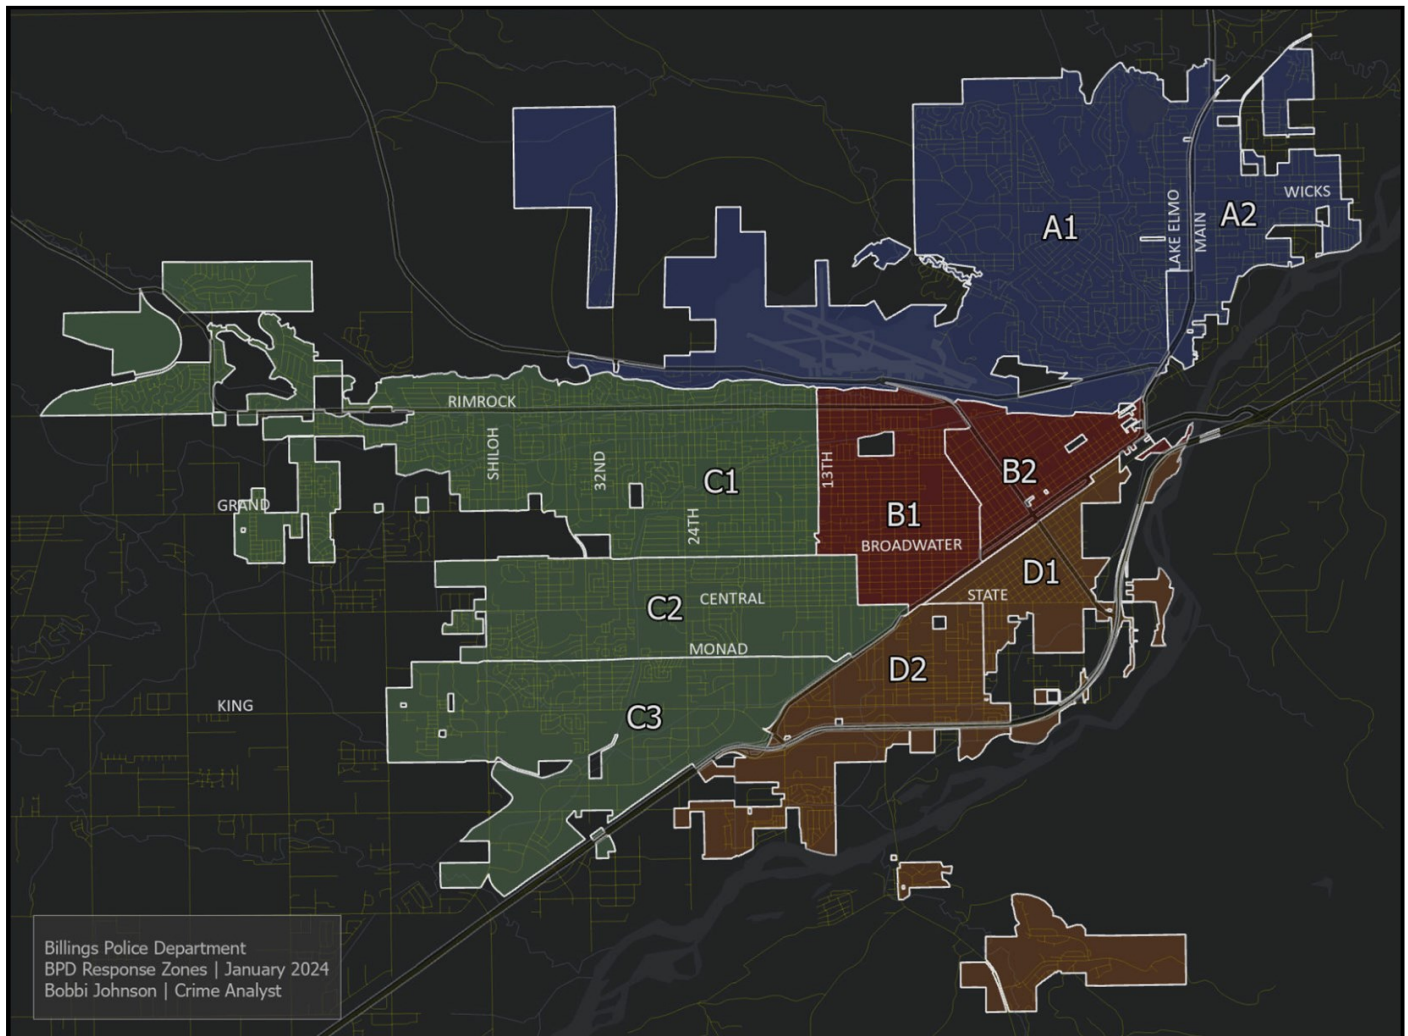 WICKS
A2
A1
LAKE ELMO
MAIN
RIMROCK
SHILOH
32ND
13TH
C1
B2
24TH
GRAND
B1
BROADWATER
D1
CENTRAL
STATE
C2
MONAD
D2
KING
C3
Billings Police Department
BPD Response Zones | January 2024
Bobbi Johnson | Crime Analyst